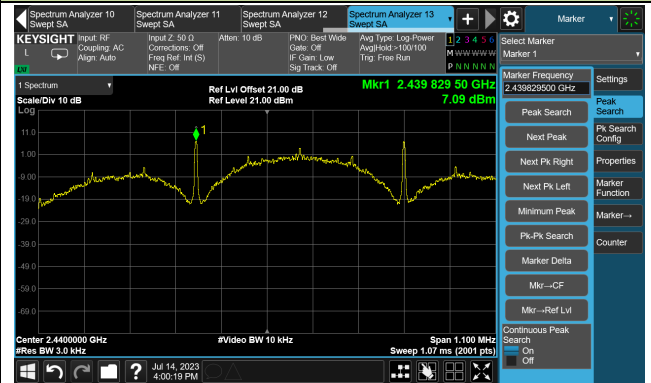 Spectrum Analyzer 10
Swept SA
Spectrum Analyzer 11
Swept SA
Spectrum Analyzer 12
Swept SA
Spectrum Analyzer 13
Swept SA
Marker
KEYSIGHT
L
LXI
Input: RF
Coupling: AC
Align: Auto
Input Z: 50 Ω
Corrections: Off
Freq Ref: Int (S)
NFE: Off
Atten: 10 dB
PNO: Best Wide
Gate: Off
IF Gain: Low
Sig Track: Off
Avg Type: Log-Power
Avg|Hold:>100/100
Trig: Free Run
1 2 3 4 5 6
M W W W W W
P N N N N N
Select Marker
Marker 1
1 Spectrum
Scale/Div 10 dB
Log
Ref Lvl Offset 21.00 dB
Ref Level 21.00 dBm
Mkr1 2.439 829 50 GHz
7.09 dBm
1
11.0
1.00
-9.00
-19.0
-29.0
-39.0
-49.0
-59.0
-69.0
Center 2.4400000 GHz
#Res BW 3.0 kHz
#Video BW 10 kHz
Span 1.100 MHz
Sweep 1.07 ms (2001 pts)
Marker Frequency
2.439829500 GHz
Peak Search
Next Peak
Next Pk Right
Next Pk Left
Minimum Peak
Pk-Pk Search
Marker Delta
Mkr→CF
Mkr→Ref Lvl
Continuous Peak
Search
On
Off
Settings
Peak
Search
Pk Search
Config
Properties
Marker
Function
Marker→
Counter
?
Jul 14, 2023
4:00:19 PM